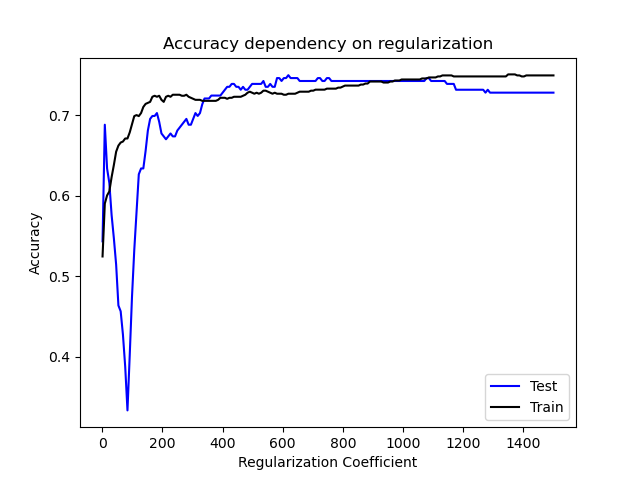 Accuracy dependency on regularization
0.7
0.6
0.5
0.4
Accuracy
0 200 400 600 800 1000 1200 1400
Regularization Coefficient
Test
Train